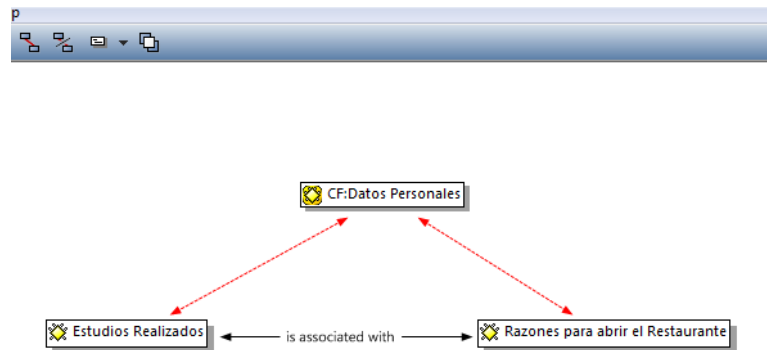 p
CF:Datos Personales
Estudios Realizados
is associated with
Razones para abrir el Restaurante